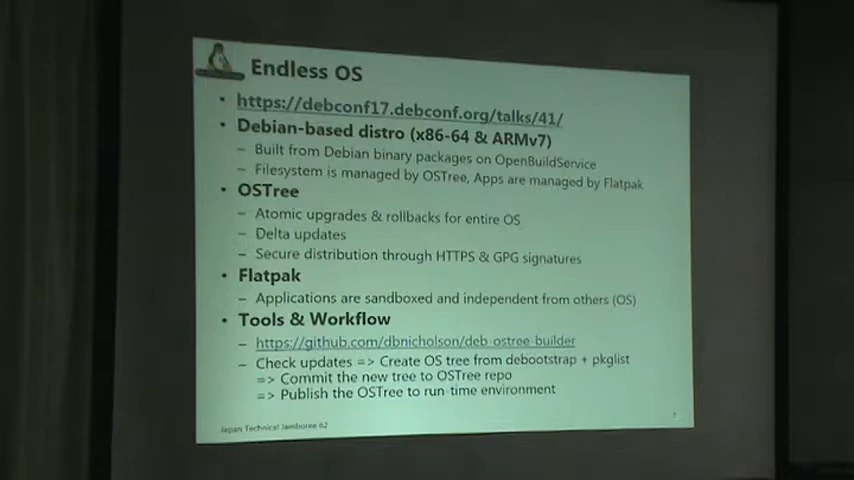 Endless OS
• https://debconf17.debconf.org/talks/41/
• Debian-based distro (x86-64 & ARMv7)
– Built from Debian binary packages on OpenBuildService
– Filesystem is managed by OSTree, Apps are managed by Flatpak
• OSTree
– Atomic upgrades & rollbacks for entire OS
– Delta updates
– Secure distribution through HTTPS & GPG signatures
• Flatpak
– Applications are sandboxed and independent from others (OS)
• Tools & Workflow
– https://github.com/dbnicholson/deb-ostree-builder
– Check updates => Create OS tree from debootstrap + pkglist
=> Commit the new tree to OSTree repo
=> Publish the OSTree to run-time environment
Japan Technical Jamboree 62